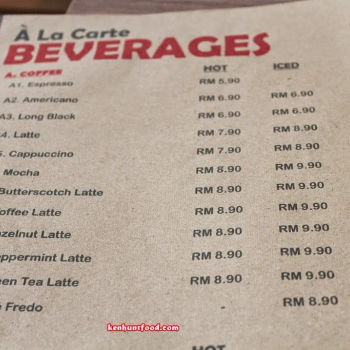 À La Carte
BEVERAGES
HOT ICED
A. COFFEE
A1. Espresso RM 5.90 -
A2. Americano RM 6.90 RM 6.90
A3. Long Black RM 6.90 RM 6.90
4. Latte RM 7.90 RM 8.90
. Cappuccino RM 7.90 RM 8.90
Mocha RM 8.90 RM 9.90
Butterscotch Latte RM 8.90 RM 9.90
offee Latte RM 8.90 RM 9.90
zelnut Latte RM 8.90 RM 9.90
ppermint Latte RM 8.90 RM 9.90
een Tea Latte RM 8.90 RM 9.90
é Fredo - RM 8.90
kenhuntfood.com
HOT